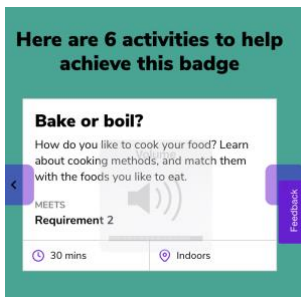 Here are 6 activities to help
achieve this badge
Bake or boil?
How do you like to cook your food? Learn
about cooking methods, and match them
with the foods you like to eat.
Volume
MEETS
Requirement 2
30 mins
Indoors
Feedback